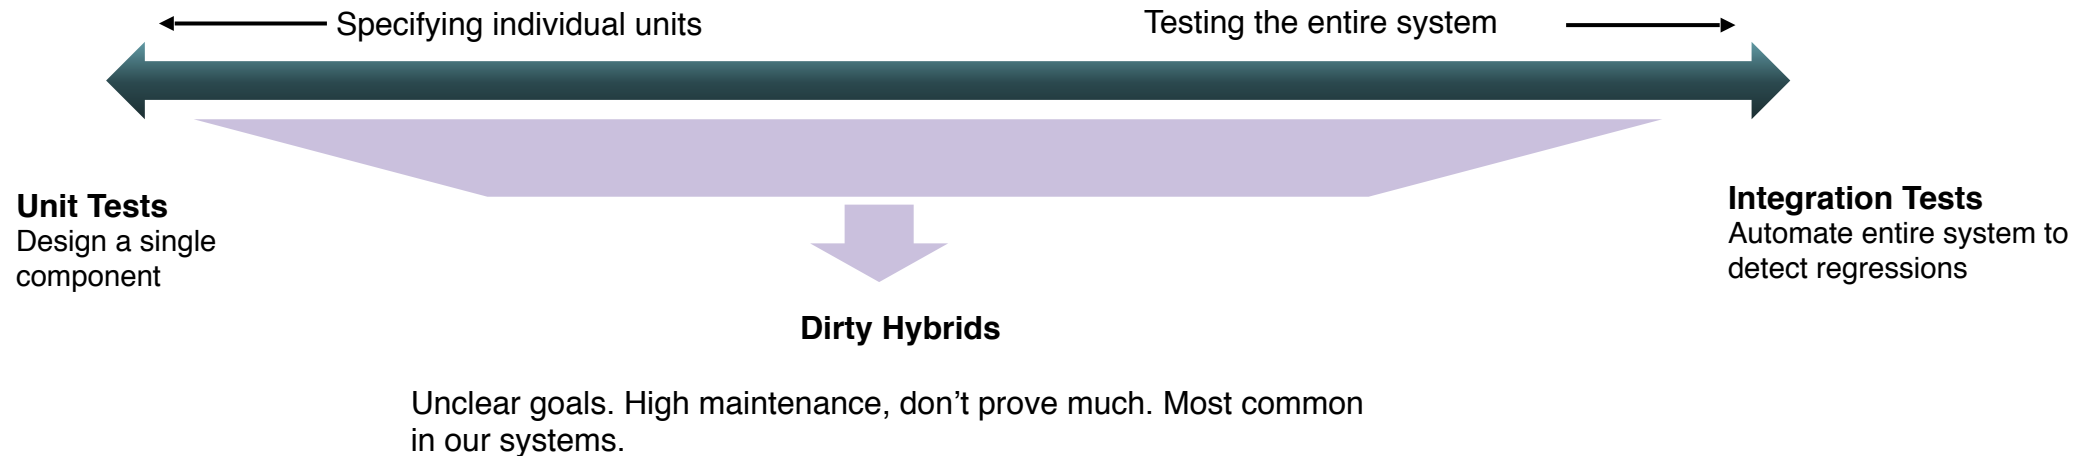 Specifying individual units
Testing the entire system
Unit Tests
Design a single
component
Integration Tests
Automate entire system to
detect regressions
Dirty Hybrids
Unclear goals. High maintenance, don’t prove much. Most common
in our systems.